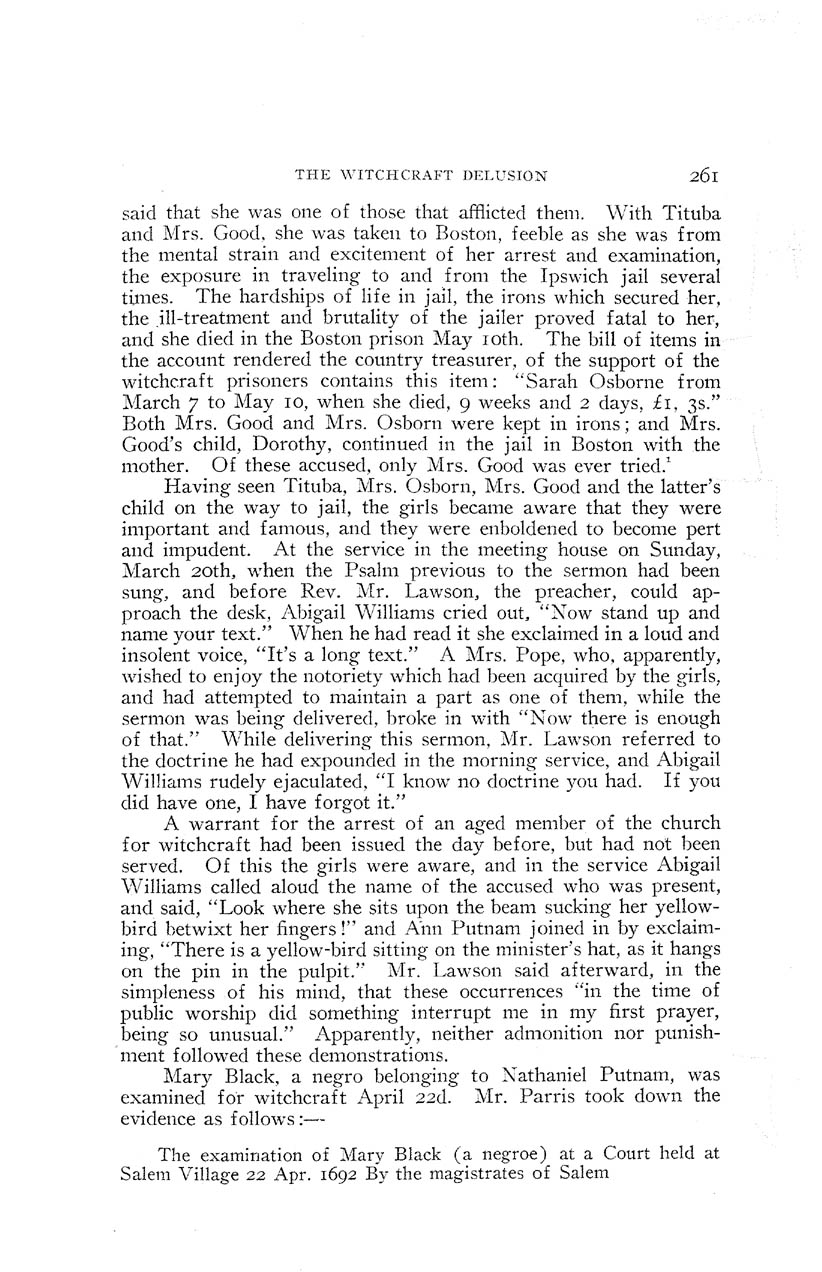 THE WITCHCRAFT DELUSION 261
said that she was one of those that afflicted them. With Tituba
and Mrs. Good, she was taken to Boston, feeble as she was from
the mental strain and excitement of her arrest and examination,
the exposure in traveling to and from the Ipswich jail several
times. The hardships of life in jail, the irons which secured her,
the ill-treatment and brutality of the jailer proved fatal to her,
and she died in the Boston prison May 10th. The bill of items in
the account rendered the country treasurer, of the support of the
witchcraft prisoners contains this item: “Sarah Osborne from
March 7 to May 10, when she died, 9 weeks and 2 days, £1, 3s.”
Both Mrs. Good and Mrs. Osborn were kept in irons; and Mrs.
Good’s child, Dorothy, continued in the jail in Boston with the
mother. Of these accused, only Mrs. Good was ever tried.¹
Having seen Tituba, Mrs. Osborn, Mrs. Good and the latter’s
child on the way to jail, the girls became aware that they were
important and famous, and they were enboldened to become pert
and impudent. At the service in the meeting house on Sunday,
March 20th, when the Psalm previous to the sermon had been
sung, and before Rev. Mr. Lawson, the preacher, could ap-
proach the desk, Abigail Williams cried out, “Now stand up and
name your text.” When he had read it she exclaimed in a loud and
insolent voice, “It’s a long text.” A Mrs. Pope, who, apparently,
wished to enjoy the notoriety which had been acquired by the girls,
and had attempted to maintain a part as one of them, while the
sermon was being delivered, broke in with “Now there is enough
of that.” While delivering this sermon, Mr. Lawson referred to
the doctrine he had expounded in the morning service, and Abigail
Williams rudely ejaculated, “I know no doctrine you had. If you
did have one, I have forgot it.”
A warrant for the arrest of an aged member of the church
for witchcraft had been issued the day before, but had not been
served. Of this the girls were aware, and in the service Abigail
Williams called aloud the name of the accused who was present,
and said, “Look where she sits upon the beam sucking her yellow-
bird betwixt her fingers!” and Ann Putnam joined in by exclaim-
ing, “There is a yellow-bird sitting on the minister’s hat, as it hangs
on the pin in the pulpit.” Mr. Lawson said afterward, in the
simpleness of his mind, that these occurrences “in the time of
public worship did something interrupt me in my first prayer,
being so unusual.” Apparently, neither admonition nor punish-
ment followed these demonstrations.
Mary Black, a negro belonging to Nathaniel Putnam, was
examined for witchcraft April 22d. Mr. Parris took down the
evidence as follows:—
The examination of Mary Black (a negroe) at a Court held at
Salem Village 22 Apr. 1692 By the magistrates of Salem